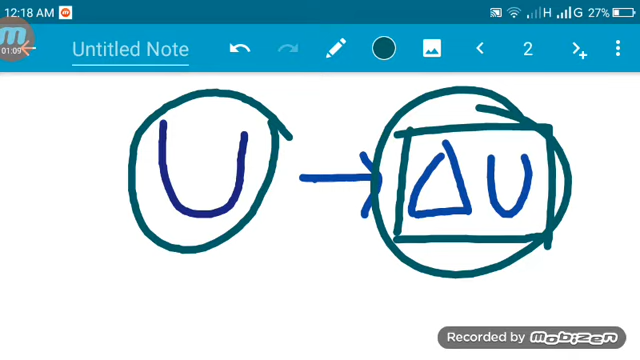 12:18 AM H G 27%
01:09 Untitled Note 2
U → ΔU
Recorded by mobizen